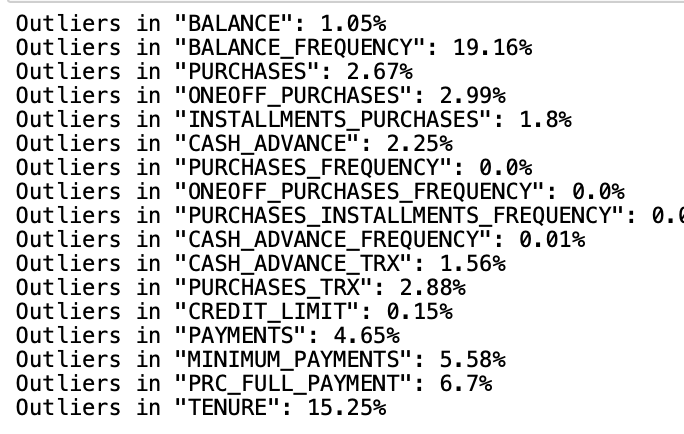 Outliers in "BALANCE": 1.05%
Outliers in "BALANCE_FREQUENCY": 19.16%
Outliers in "PURCHASES": 2.67%
Outliers in "ONEOFF_PURCHASES": 2.99%
Outliers in "INSTALLMENTS_PURCHASES": 1.8%
Outliers in "CASH_ADVANCE": 2.25%
Outliers in "PURCHASES_FREQUENCY": 0.0%
Outliers in "ONEOFF_PURCHASES_FREQUENCY": 0.0%
Outliers in "PURCHASES_INSTALLMENTS_FREQUENCY":
Outliers in "CASH_ADVANCE_FREQUENCY": 0.01%
Outliers in "CASH_ADVANCE_TRX": 1.56%
Outliers in "PURCHASES_TRX": 2.88%
Outliers in "CREDIT_LIMIT": 0.15%
Outliers in "PAYMENTS": 4.65%
Outliers in "MINIMUM_PAYMENTS": 5.58%
Outliers in "PRC_FULL_PAYMENT": 6.7%
Outliers in "TENURE": 15.25%